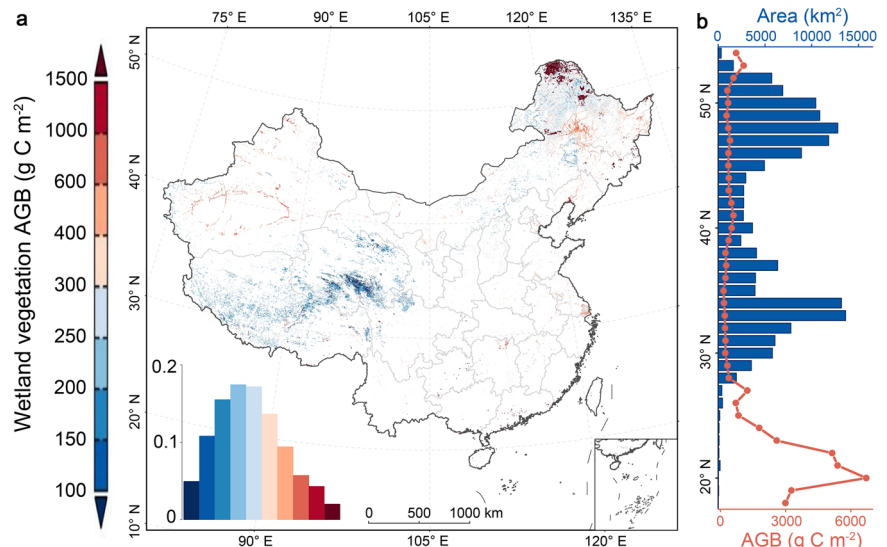 a
75° E 90° E 105° E 120° E 135° E
b
Area (km²)
0 5000 10000 15000
Wetland vegetation AGB (g C m⁻²)
1500
1000
600
400
300
250
200
150
100
50° N
40° N
30° N
20° N
10° N
0.2
0.1
0
0 500 1000 km
90° E 105° E 120° E
50° N
40° N
30° N
20° N
0 3000 6000
AGB (g C m⁻²)